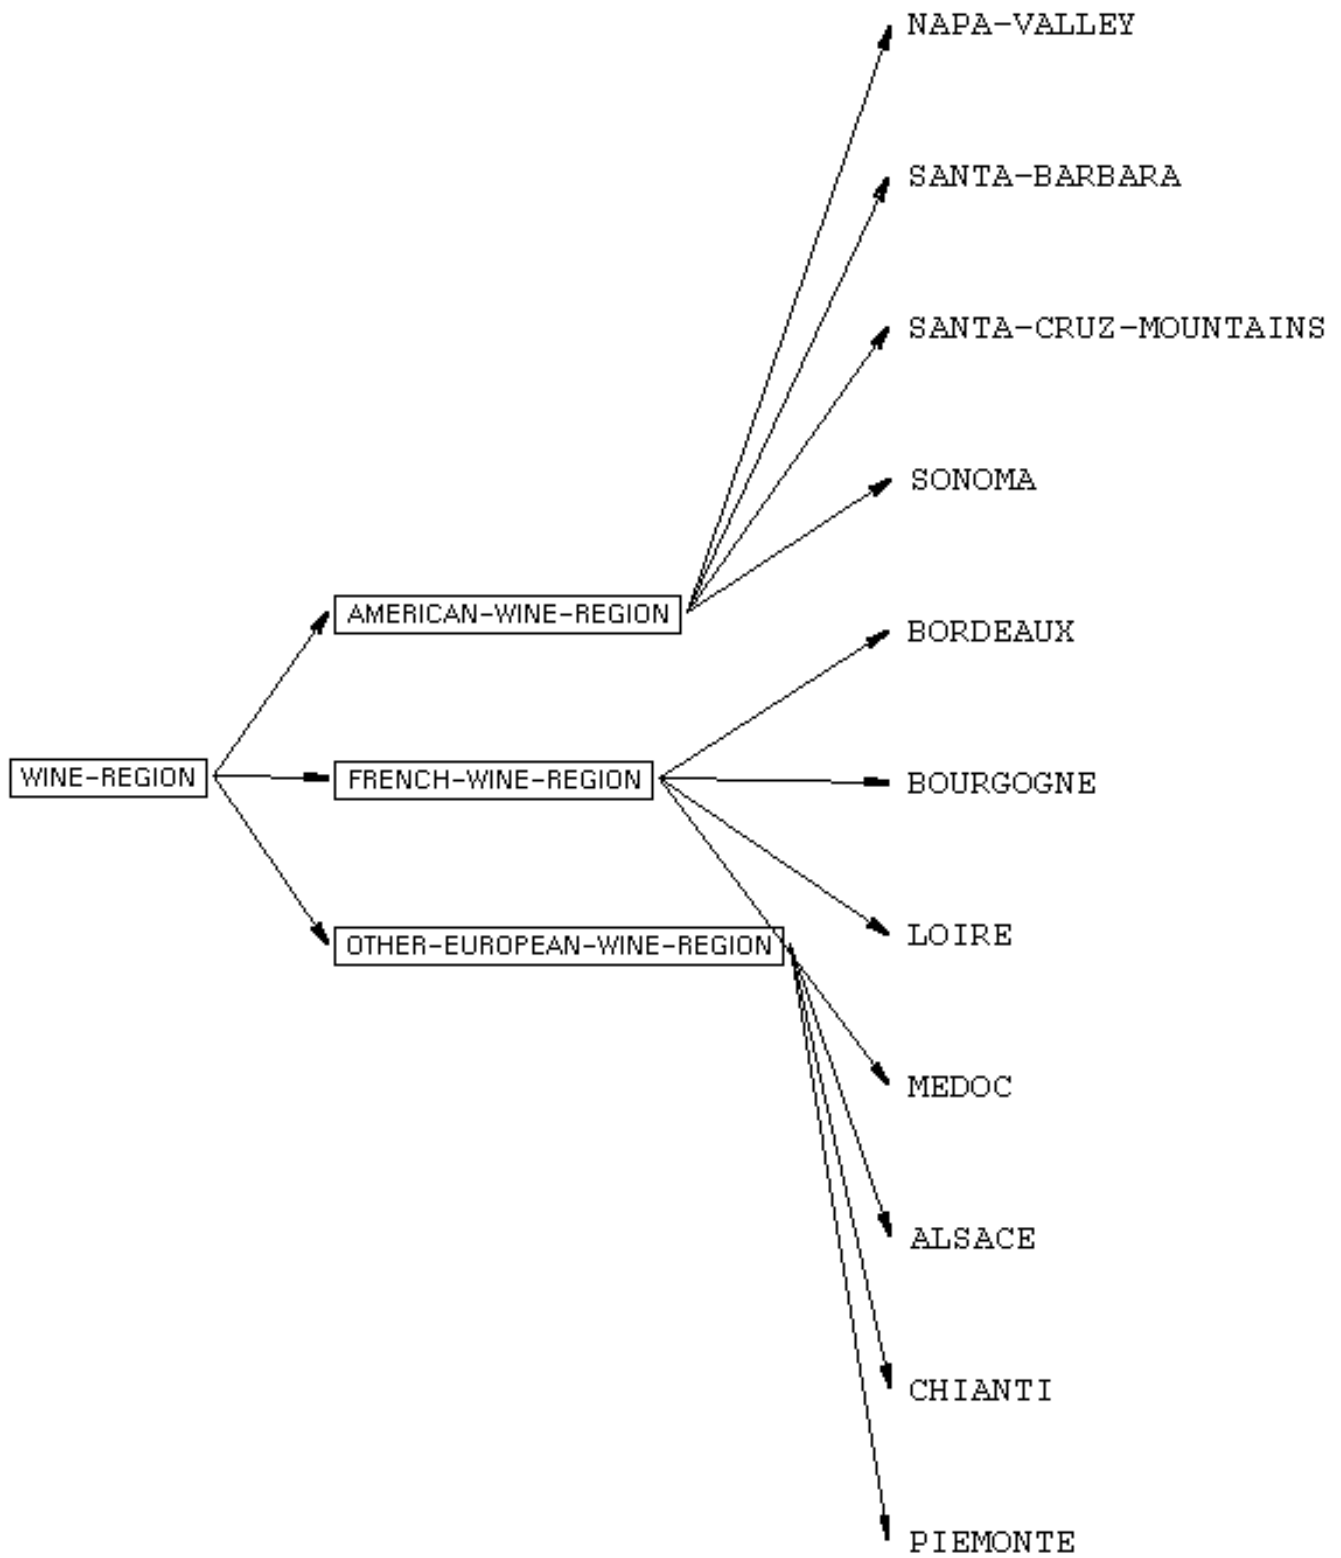 NAPA-VALLEY
SANTA-BARBARA
SANTA-CRUZ-MOUNTAINS
SONOMA
AMERICAN-WINE-REGION
BORDEAUX
WINE-REGION
FRENCH-WINE-REGION
BOURGOGNE
OTHER-EUROPEAN-WINE-REGION
LOIRE
MEDOC
ALSACE
CHIANTI
PIEMONTE